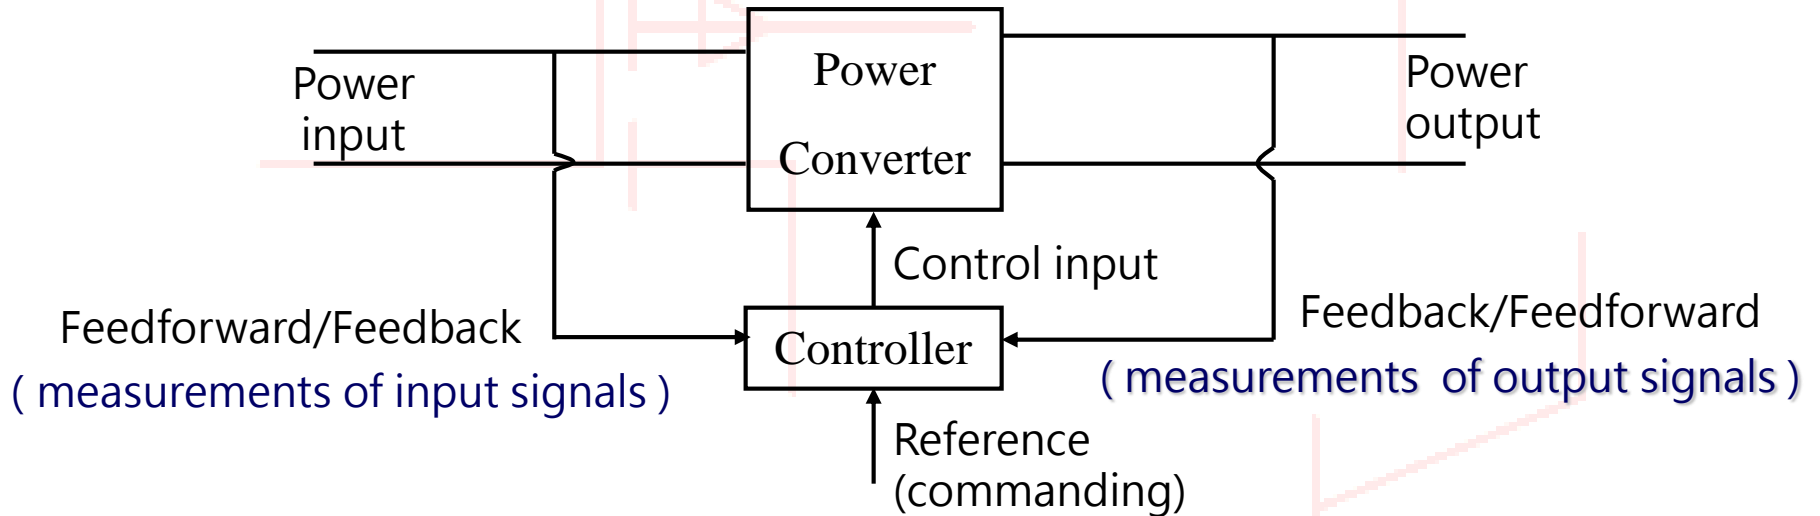 Power
input
Power
Converter
Power
output
Control input
Feedforward/Feedback
( measurements of input signals )
Controller
Feedback/Feedforward
( measurements of output signals )
Reference
(commanding)